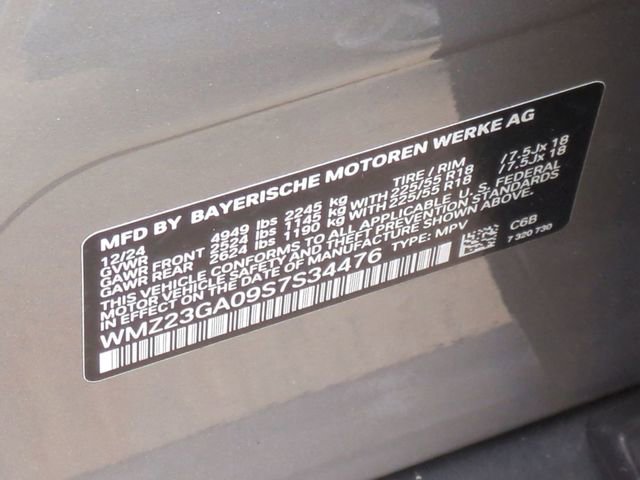 MFD BY BAYERISCHE MOTOREN WERKE AG
12/24 TIRE / RIM
GVWR 4949 lbs 2245 kg
GAWR FRONT 2524 lbs 1145 kg WITH 225/55 R18 /7.5Jx 18
GAWR REAR 2624 lbs 1190 kg WITH 225/55 R18 /7.5Jx 18
THIS VEHICLE CONFORMS TO ALL APPLICABLE U.S. FEDERAL
SAFETY, BUMPER, AND THEFT PREVENTION STANDARDS
IN EFFECT ON THE DATE OF MANUFACTURE SHOWN ABOVE.
WMZ23GA09S7S34476 TYPE: MPV C6B
7 320 730